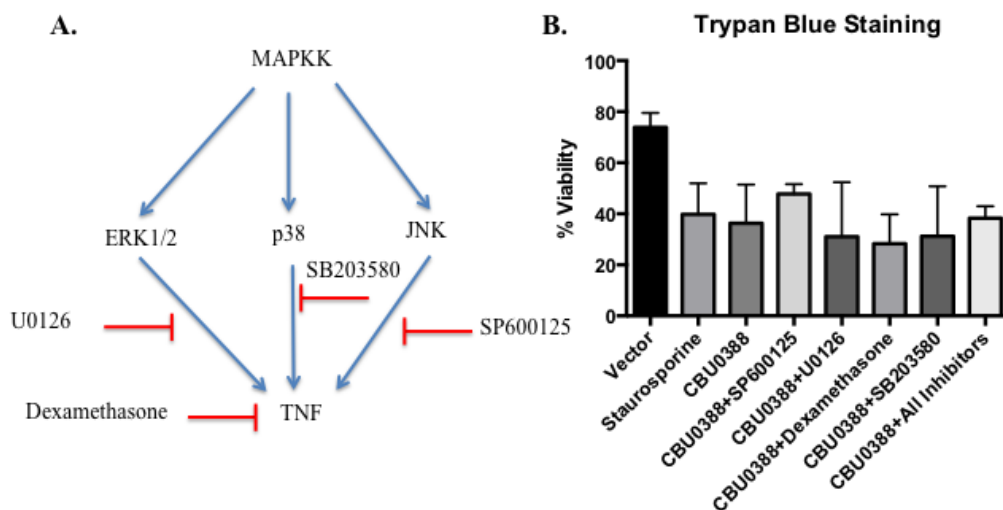 A.
MAPKK
ERK1/2
p38
JNK
SB203580
U0126
SP600125
Dexamethasone
TNF
B.
Trypan Blue Staining
% Viability
100
80
60
40
20
0
Vector
Staurosporine
CBU0388
CBU0388+SP600125
CBU0388+U0126
CBU0388+Dexamethasone
CBU0388+SB203580
CBU0388+All Inhibitors